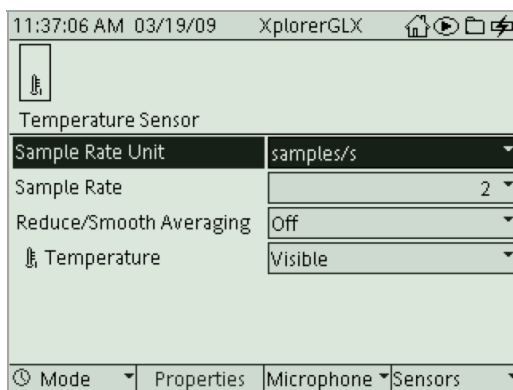 11:37:06 AM 03/19/09 XplorerGLX
Temperature Sensor
Sample Rate Unit samples/s
Sample Rate 2
Reduce/Smooth Averaging Off
Temperature Visible
Mode Properties Microphone Sensors